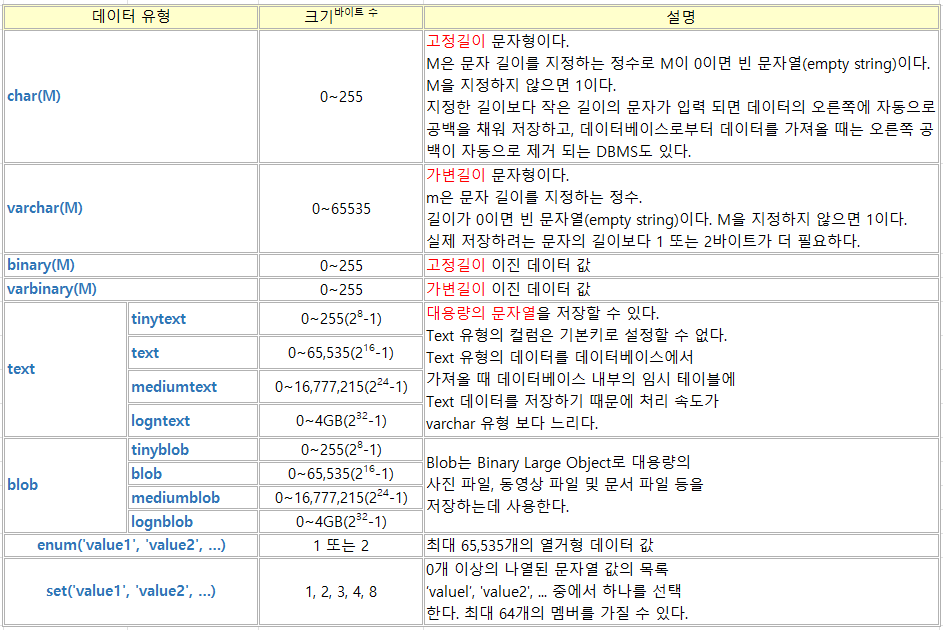 데이터 유형 크기바이트 수 설명
char(M) 0~255
고정길이 문자형이다.
M은 문자 길이를 지정하는 정수로 M이 0이면 빈 문자열(empty string)이다.
M을 지정하지 않으면 1이다.
지정한 길이보다 작은 길이의 문자가 입력 되면 데이터의 오른쪽에 자동으로
공백을 채워 저장하고, 데이터베이스로부터 데이터를 가져올 때는 오른쪽 공
백이 자동으로 제거 되는 DBMS도 있다.
varchar(M) 0~65535
가변길이 문자형이다.
m은 문자 길이를 지정하는 정수.
길이가 0이면 빈 문자열(empty string)이다. M을 지정하지 않으면 1이다.
실제 저장하려는 문자의 길이보다 1 또는 2바이트가 더 필요하다.
binary(M) 0~255 고정길이 이진 데이터 값
varbinary(M) 0~255 가변길이 이진 데이터 값
text
tinytext 0~255(2⁸-1)
text 0~65,535(2¹⁶-1)
mediumtext 0~16,777,215(2²⁴-1)
logntext 0~4GB(2³²-1)
대용량의 문자열을 저장할 수 있다.
Text 유형의 컬럼은 기본키로 설정할 수 없다.
Text 유형의 데이터를 데이터베이스에서
가져올 때 데이터베이스 내부의 임시 테이블에
Text 데이터를 저장하기 때문에 처리 속도가
varchar 유형 보다 느리다.
blob
tinyblob 0~255(2⁸-1)
blob 0~65,535(2¹⁶-1)
mediumblob 0~16,777,215(2²⁴-1)
lognblob 0~4GB(2³²-1)
Blob는 Binary Large Object로 대용량의
사진 파일, 동영상 파일 및 문서 파일 등을
저장하는데 사용한다.
enum('value1', 'value2', ...) 1 또는 2 최대 65,535개의 열거형 데이터 값
set('value1', 'value2', ...) 1, 2, 3, 4, 8
0개 이상의 나열된 문자열 값의 목록
'valuel', 'value2', ... 중에서 하나를 선택
한다. 최대 64개의 멤버를 가질 수 있다.